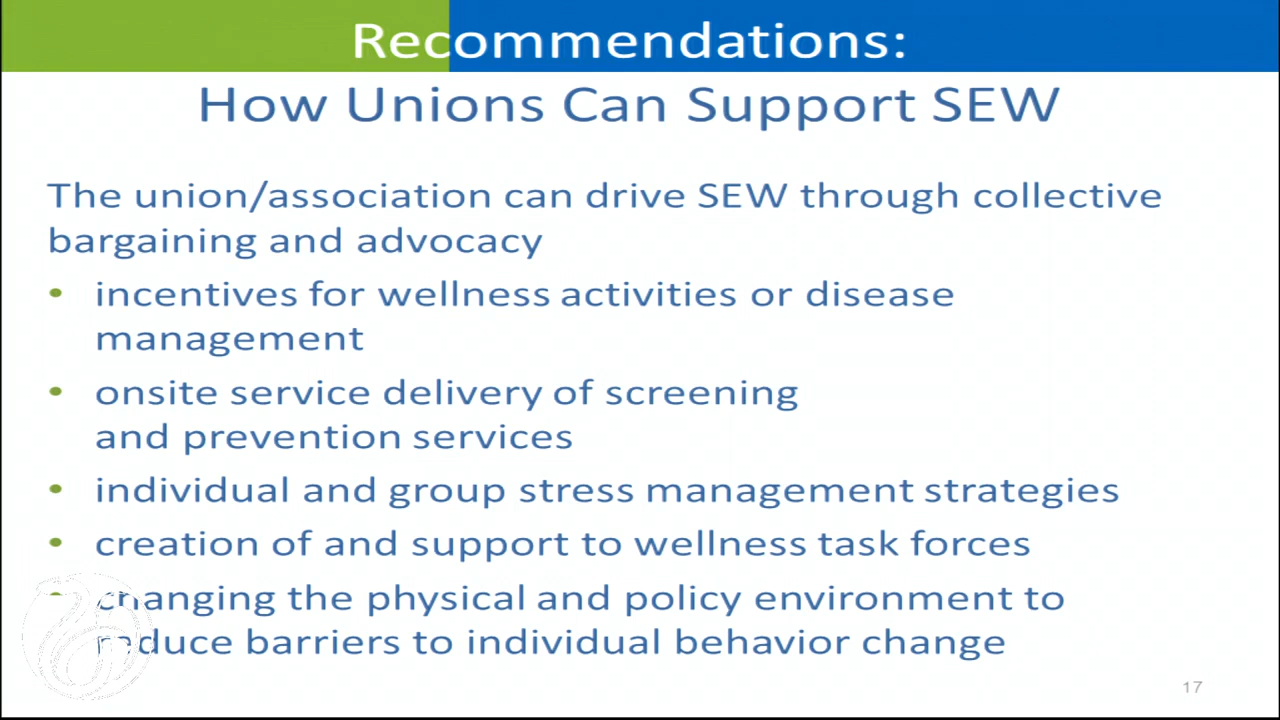 Recommendations:
How Unions Can Support SEW
The union/association can drive SEW through collective
bargaining and advocacy
• incentives for wellness activities or disease
management
• onsite service delivery of screening
and prevention services
• individual and group stress management strategies
• creation of and support to wellness task forces
• changing the physical and policy environment to
reduce barriers to individual behavior change
17